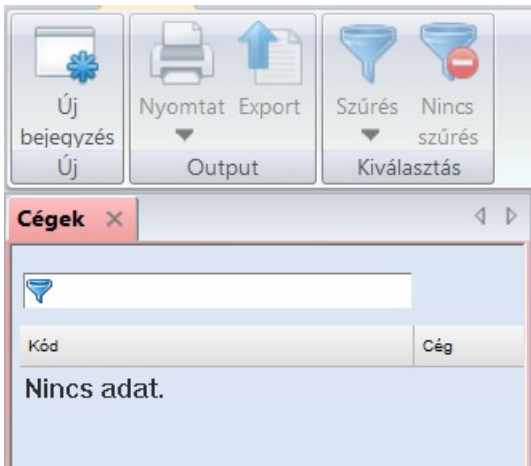 Új
bejegyzés
Új
Nyomtat Export
Output
Szűrés Nincs
szűrés
Kiválasztás
Cégek
Kód Cég
Nincs adat.